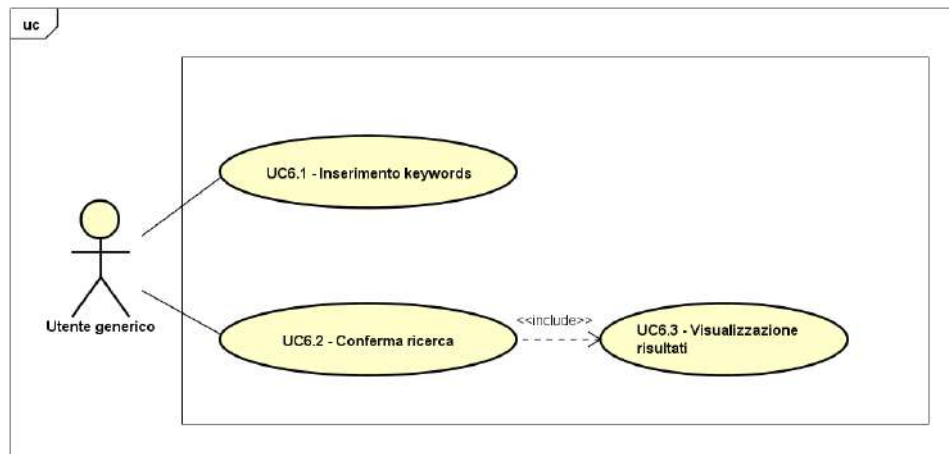 uc
UC6.1 - Inserimento keywords
Utente generico
UC6.2 - Conferma ricerca
<<include>>
UC6.3 - Visualizzazione
risultati